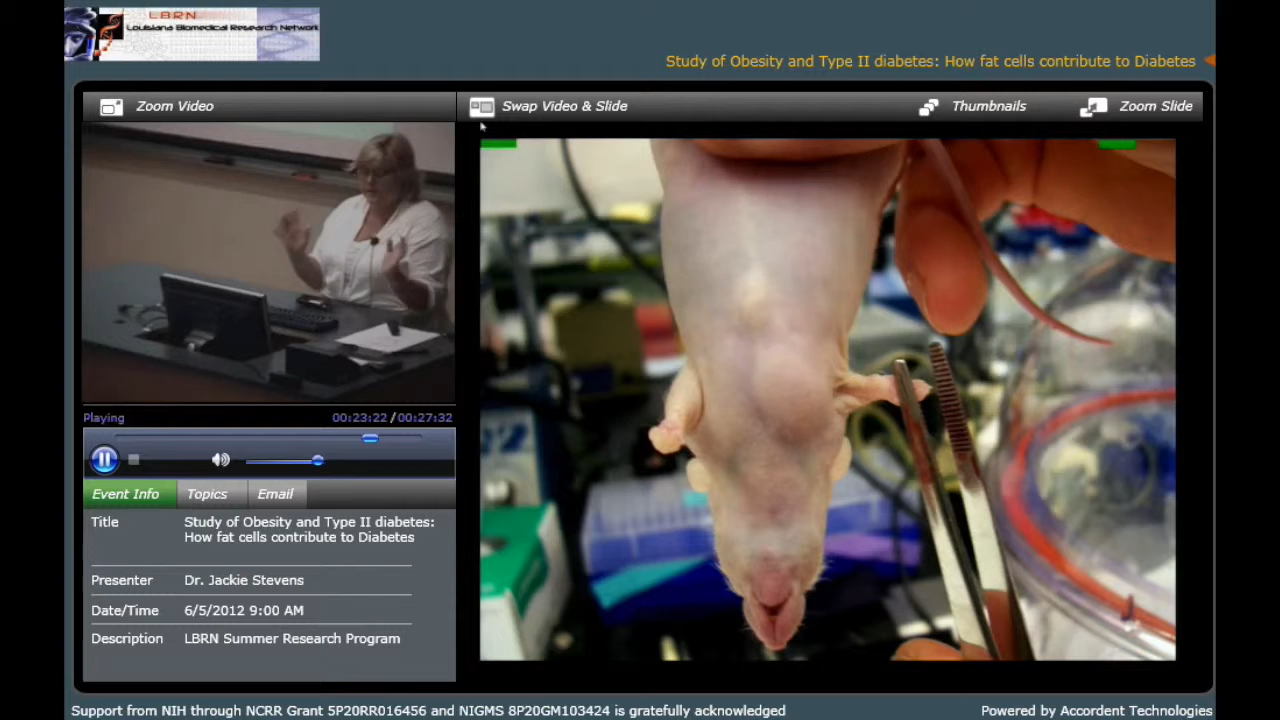 LBRN
Louisiana Biomedical Research Network
Study of Obesity and Type II diabetes: How fat cells contribute to Diabetes
Zoom Video
Swap Video & Slide
Thumbnails
Zoom Slide
Playing
00:23:22 /00:27:32
Event Info
Topics
Email
Title
Study of Obesity and Type II diabetes:
How fat cells contribute to Diabetes
Presenter
Dr. Jackie Stevens
Date/Time
6/5/2012 9:00 AM
Description
LBRN Summer Research Program
Support from NIH through NCRR Grant 5P20RR016456 and NIGMS 8P20GM103424 is gratefully acknowledged
Powered by Accordent Technologies